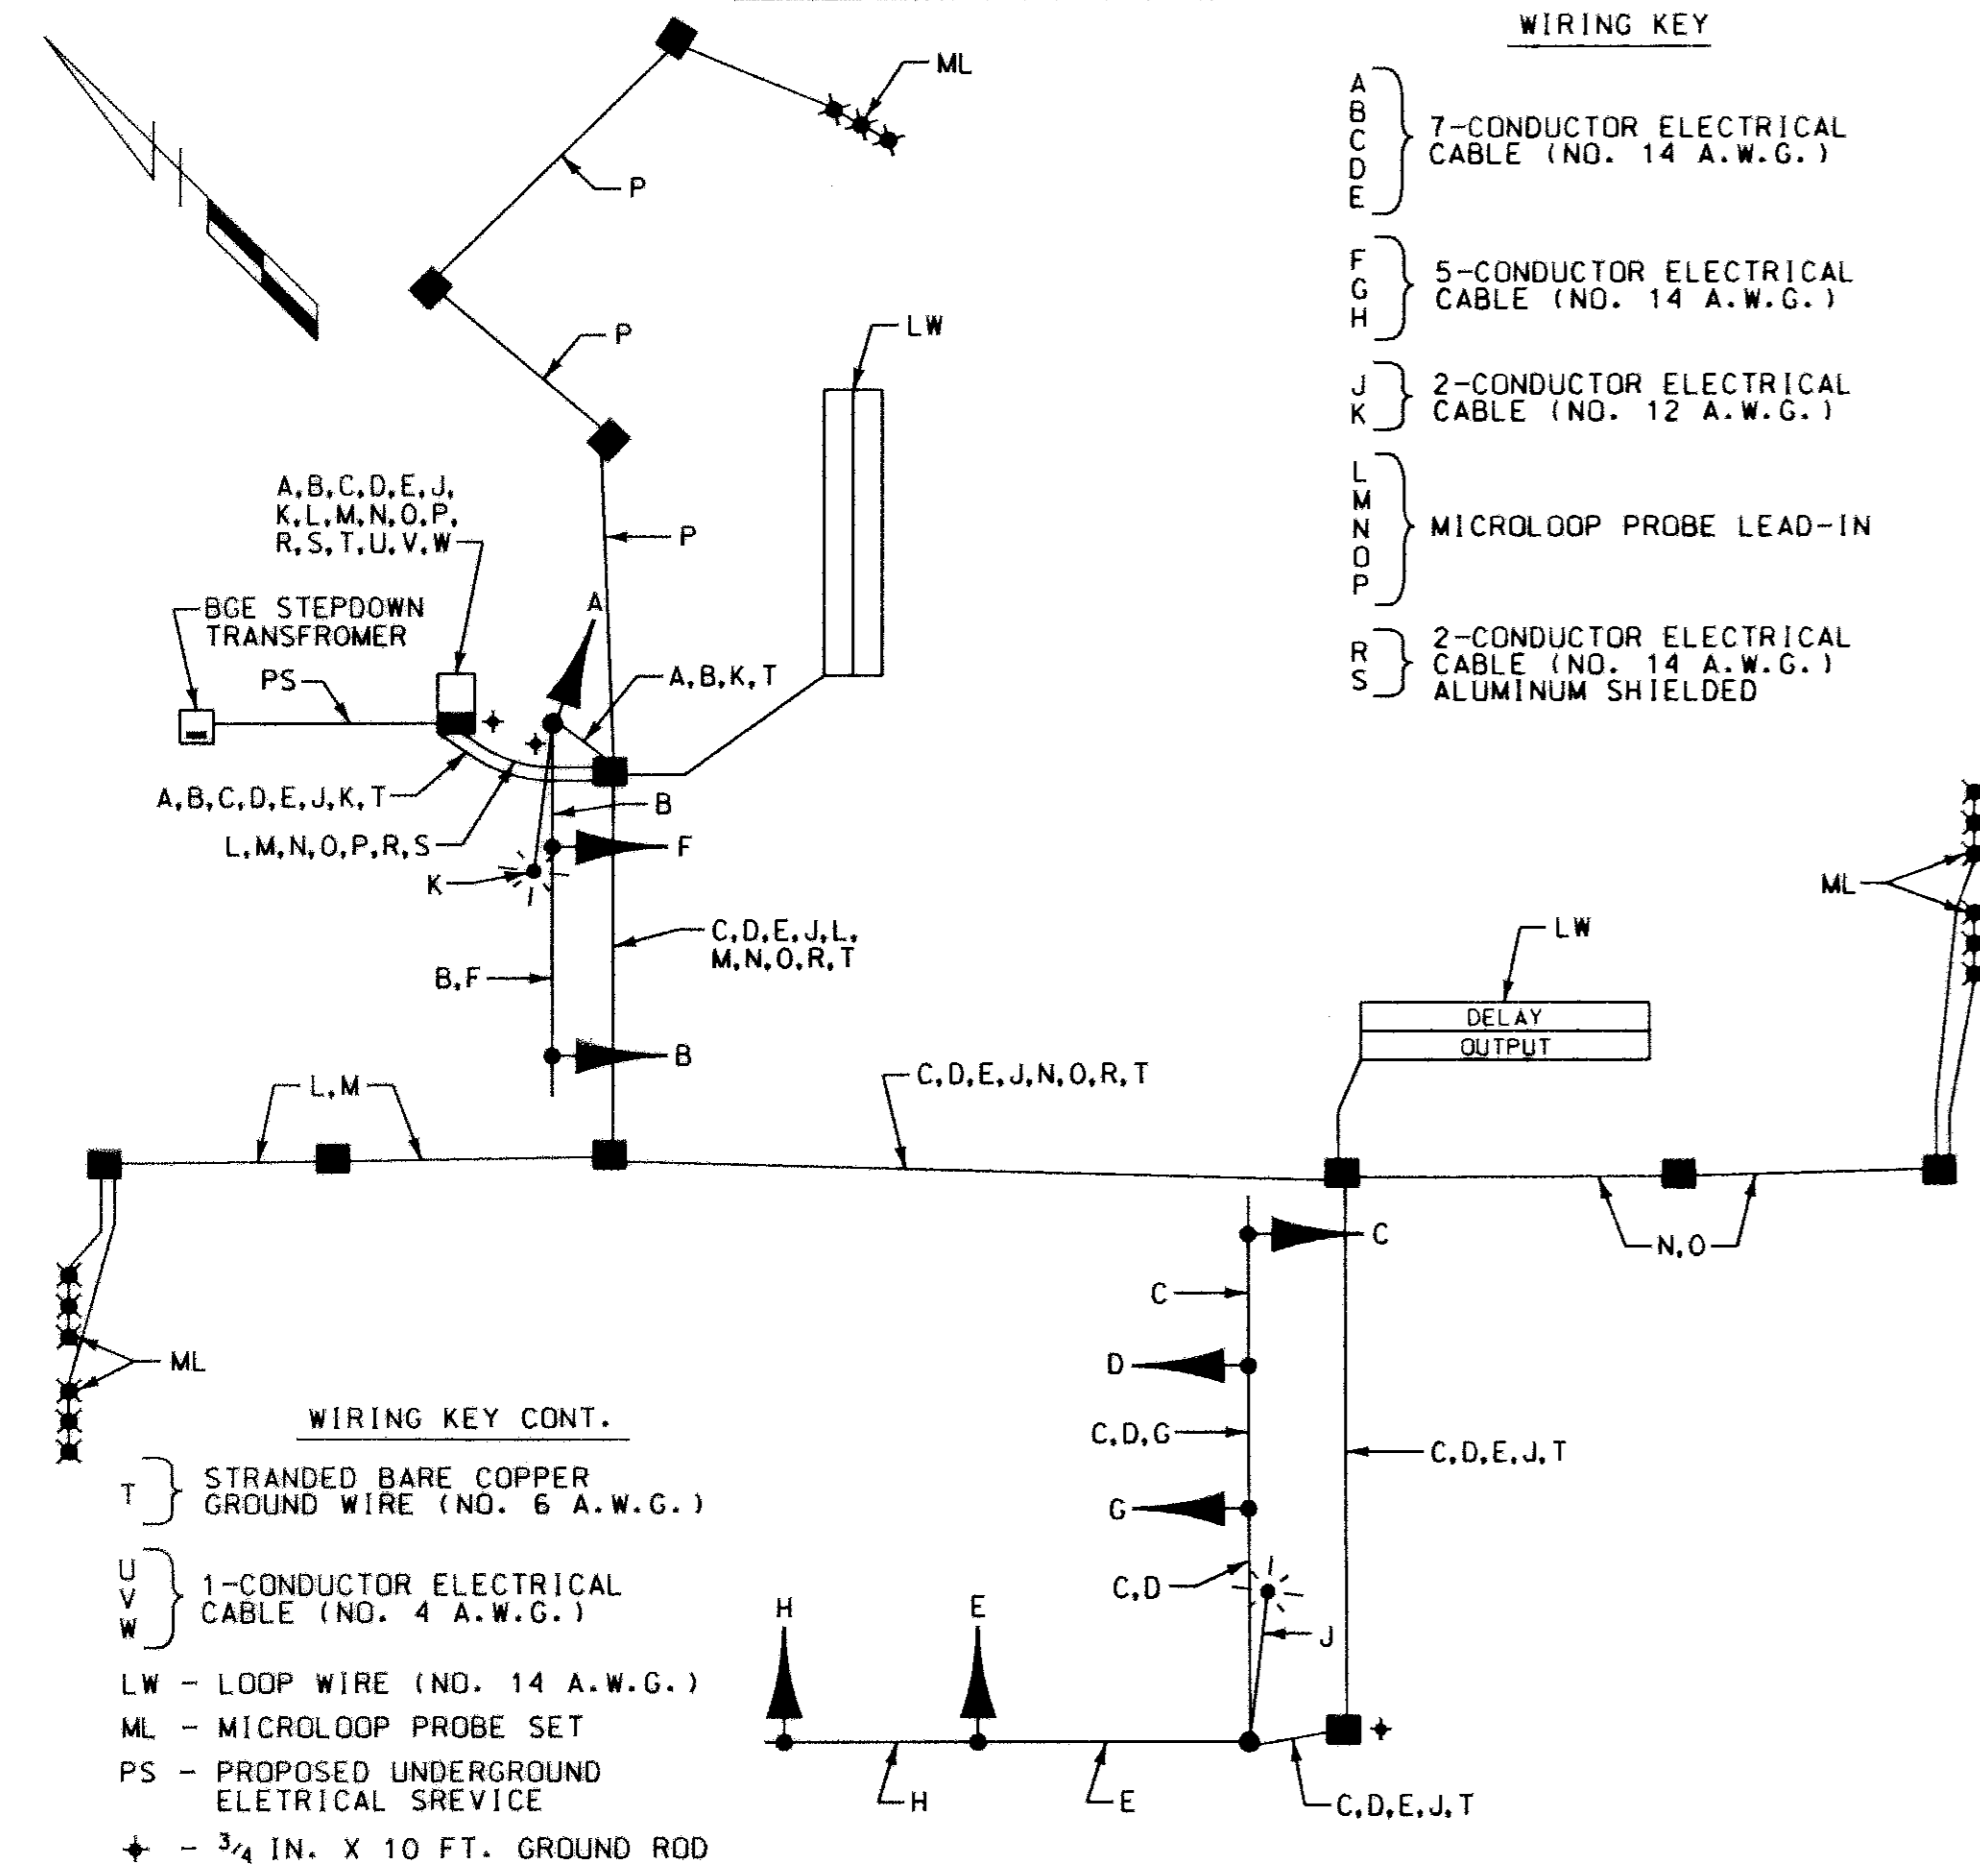 WIRING KEY
A
B
C
D
E
7-CONDUCTOR ELECTRICAL
CABLE (NO. 14 A.W.G.)
F
G
H
5-CONDUCTOR ELECTRICAL
CABLE (NO. 14 A.W.G.)
J
K
2-CONDUCTOR ELECTRICAL
CABLE (NO. 12 A.W.G.)
L
M
N
O
P
MICROLOOP PROBE LEAD-IN
R
S
2-CONDUCTOR ELECTRICAL
CABLE (NO. 14 A.W.G.)
ALUMINUM SHIELDED
ML
P
P
LW
A,B,C,D,E,J,
K,L,M,N,O,P,
R,S,T,U,V,W
P
A
BGE STEPDOWN
TRANSFROMER
PS
A,B,K,T
A,B,C,D,E,J,K,T
B
L,M,N,O,P,R,S
F
K
C,D,E,J,L,
M,N,O,R,T
B,F
B
ML
LW
DELAY
OUTPUT
L,M
C,D,E,J,N,O,R,T
C
N,O
C
D
ML
C,D,G
C,D,E,J,T
G
C,D
J
H
E
H
E
C,D,E,J,T
WIRING KEY CONT.
T
STRANDED BARE COPPER
GROUND WIRE (NO. 6 A.W.G.)
U
V
W
1-CONDUCTOR ELECTRICAL
CABLE (NO. 4 A.W.G.)
LW - LOOP WIRE (NO. 14 A.W.G.)
ML - MICROLOOP PROBE SET
PS - PROPOSED UNDERGROUND
ELETRICAL SREVICE
- 3/4 IN. X 10 FT. GROUND ROD